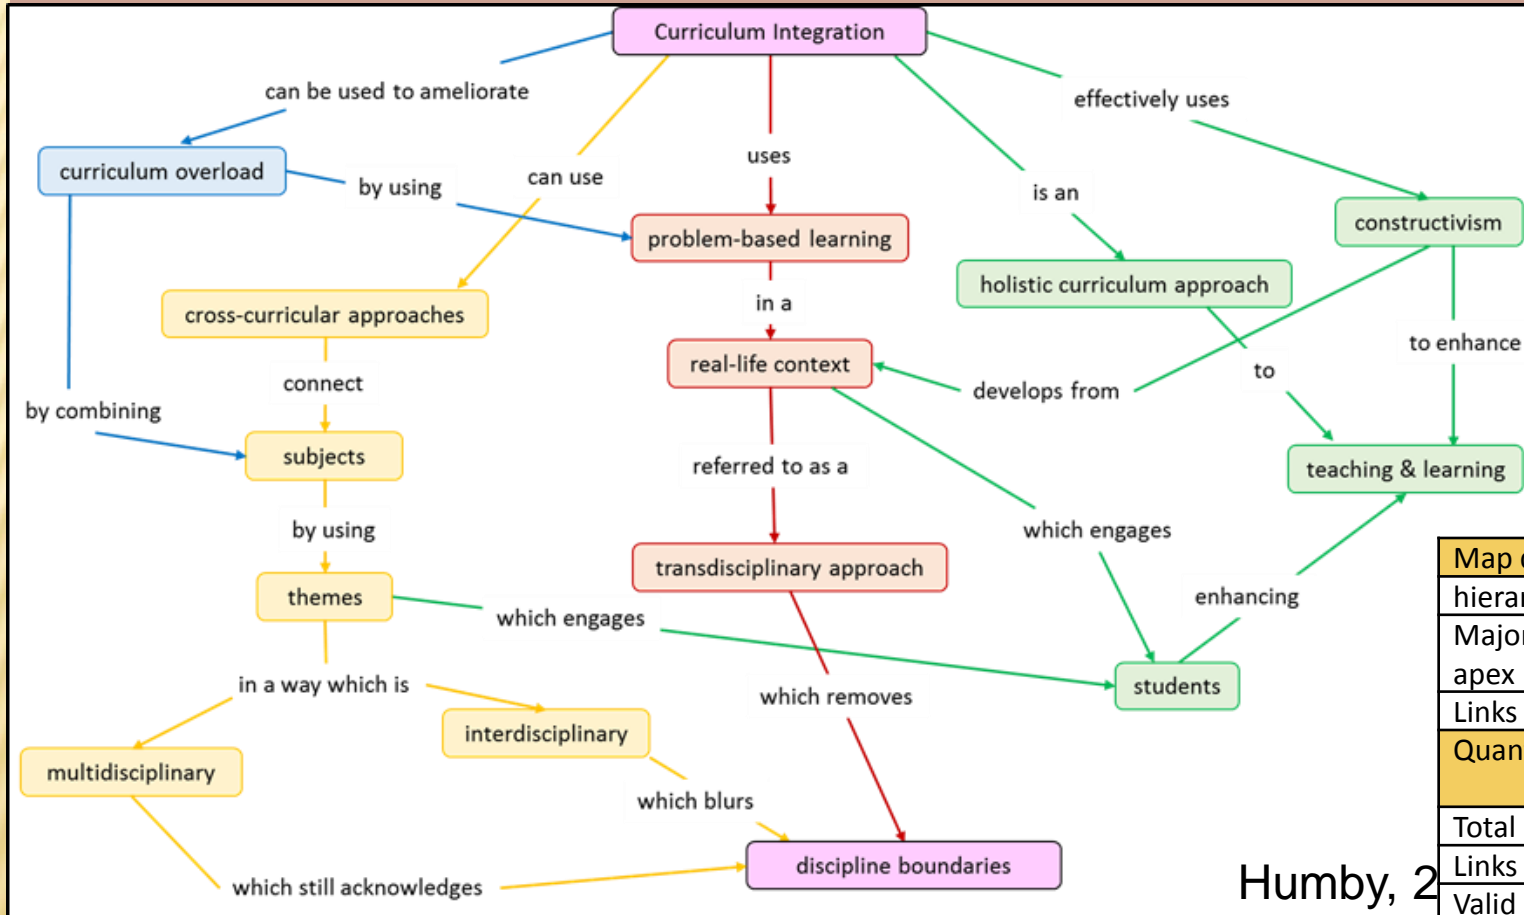 Curriculum Integration
can be used to ameliorate
effectively uses
curriculum overload
by using
can use
uses
is an
constructivism
problem-based learning
holistic curriculum approach
cross-curricular approaches
in a
to enhance
connect
real-life context
to
develops from
by combining
subjects
referred to as a
teaching & learning
by using
which engages
themes
transdisciplinary approach
enhancing
which engages
in a way which is
which removes
students
interdisciplinary
multidisciplinary
which blurs
discipline boundaries
which still acknowledges
Humby, 2
Map
hierar
Major
apex
Links
Quan
Total
Links
Valid